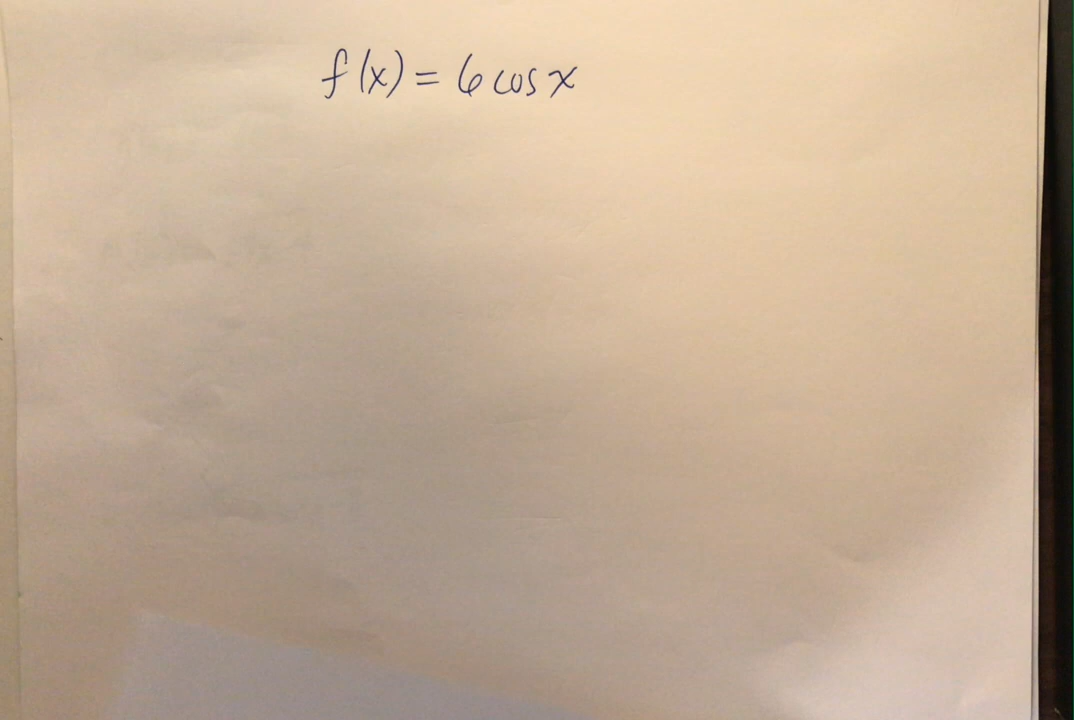 f(x) = 6 cos x